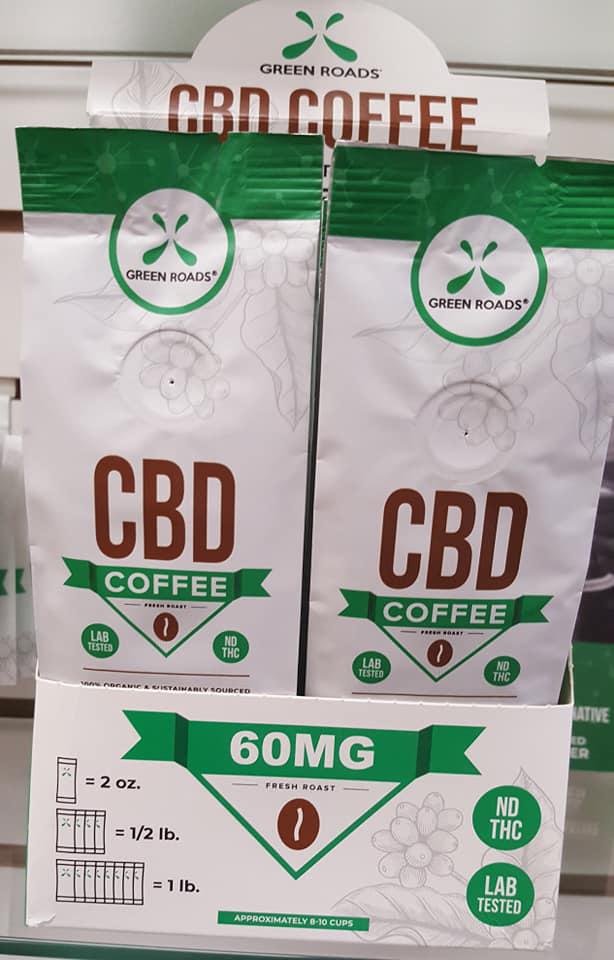 GREEN ROADS
CBD COFFEE
GREEN ROADS®
CBD
COFFEE
FRESH ROAST
LAB
TESTED
ND
THC
100% ORGANIC & SUSTAINABLY SOURCED
GREEN ROADS®
CBD
COFFEE
FRESH ROAST
LAB
TESTED
ND
THC
60MG
FRESH ROAST
= 2 oz.
= 1/2 lb.
= 1 lb.
ND
THC
LAB
TESTED
APPROXIMATELY 8-10 CUPS